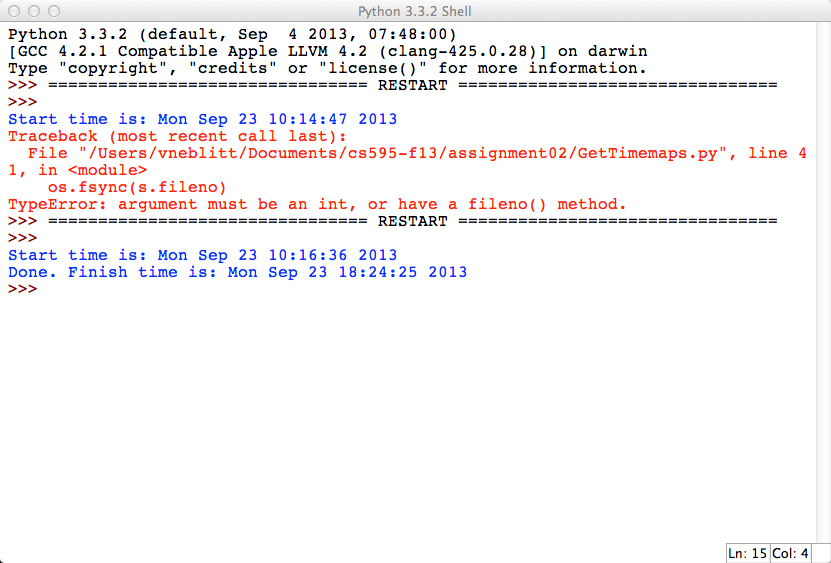 Python 3.3.2 Shell
Python 3.3.2 (default, Sep  4 2013, 07:48:00)
[GCC 4.2.1 Compatible Apple LLVM 4.2 (clang-425.0.28)] on darwin
Type "copyright", "credits" or "license()" for more information.
>>> ================================ RESTART ================================
>>>
Start time is: Mon Sep 23 10:14:47 2013
Traceback (most recent call last):
  File "/Users/vneblitt/Documents/cs595-f13/assignment02/GetTimemaps.py", line 4
1, in <module>
    os.fsync(s.fileno)
TypeError: argument must be an int, or have a fileno() method.
>>> ================================ RESTART ================================
>>>
Start time is: Mon Sep 23 10:16:36 2013
Done. Finish time is: Mon Sep 23 18:24:25 2013
>>>
Ln: 15 Col: 4